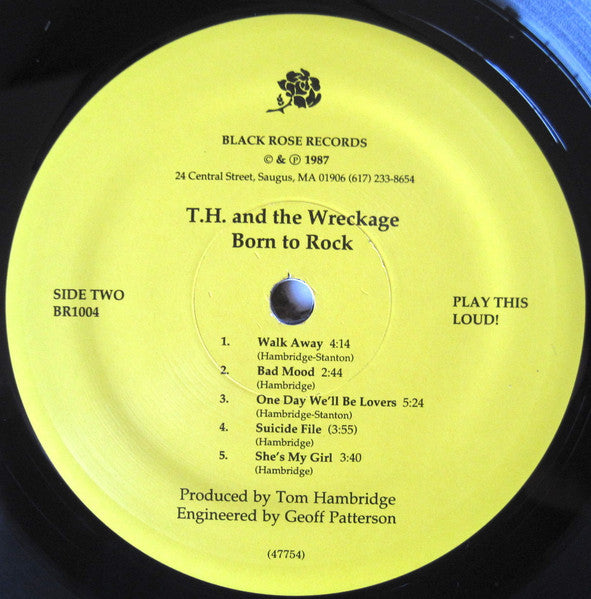 BLACK ROSE RECORDS
© & ℗ 1987
24 Central Street, Saugus, MA 01906 (617) 233-8654
T.H. and the Wreckage
Born to Rock
SIDE TWO
BR1004
PLAY THIS
LOUD!
1. Walk Away 4:14
(Hambridge-Stanton)
2. Bad Mood 2:44
(Hambridge)
3. One Day We'll Be Lovers 5:24
(Hambridge-Stanton)
4. Suicide File (3:55)
(Hambridge)
5. She's My Girl 3:40
(Hambridge)
Produced by Tom Hambridge
Engineered by Geoff Patterson
(47754)